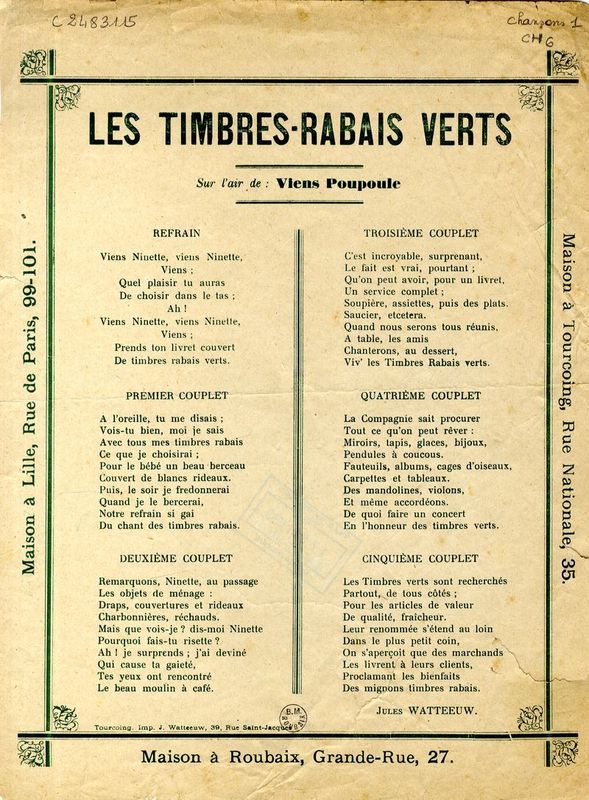 C 2483115
Chansons 1
CH6
LES TIMBRES-RABAIS VERTS
Sur l'air de : Viens Poupoule
REFRAIN
Viens Ninette, viens Ninette,
Viens ;
Quel plaisir tu auras
De choisir dans le tas ;
Ah !
Viens Ninette, viens Ninette,
Viens ;
Prends ton livret couvert
De timbres rabais verts.
PREMIER COUPLET
A l'oreille, tu me disais ;
Vois-tu bien, moi je sais
Avec tous mes timbres rabais
Ce que je choisirai ;
Pour le bébé un beau berceau
Couvert de blancs rideaux.
Puis, le soir je fredonnerai
Quand je le bercerai,
Notre refrain si gai
Du chant des timbres rabais.
DEUXIÈME COUPLET
Remarquons, Ninette, au passage
Les objets de ménage :
Draps, couvertures et rideaux
Charbonnières, réchauds.
Mais que vois-je ? dis-moi Ninette
Pourquoi fais-tu risette ?
Ah ! je surprends ; j'ai deviné
Qui cause ta gaieté,
Tes yeux ont rencontré
Le beau moulin à café.
TROISIÈME COUPLET
C'est incroyable, surprenant,
Le fait est vrai, pourtant ;
Qu'on peut avoir, pour un livret,
Un service complet ;
Soupière, assiettes, puis des plats.
Saucier, etcetera.
Quand nous serons tous réunis,
A table, les amis
Chanterons, au dessert,
Viv' les Timbres Rabais verts.
QUATRIÈME COUPLET
La Compagnie sait procurer
Tout ce qu'on peut rêver :
Miroirs, tapis, glaces, bijoux,
Pendules à coucous.
Fauteuils, albums, cages d'oiseaux,
Carpettes et tableaux.
Des mandolines, violons,
Et même accordéons.
De quoi faire un concert
En l'honneur des timbres verts.
CINQUIÈME COUPLET
Les Timbres verts sont recherchés
Partout, de tous côtés ;
Pour les articles de valeur
De qualité, fraîcheur.
Leur renommée s'étend au loin
Dans le plus petit coin,
On s'aperçoit que des marchands
Les livrent à leurs clients,
Proclamant les bienfaits
Des mignons timbres rabais.
JULES WATTEEUW.
Tourcoing. Imp. J. Watteeuw, 39, Rue Saint-Jacques
B.M.
ROUBAIX
Maison à Lille, Rue de Paris, 99-101.
Maison à Tourcoing, Rue Nationale, 35.
Maison à Roubaix, Grande-Rue, 27.